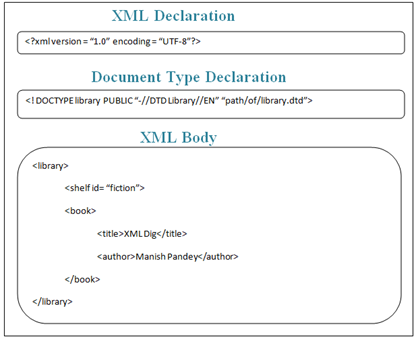 XML Declaration
<?xml version = “1.0” encoding = “UTF-8”?>
Document Type Declaration
<! DOCTYPE library PUBLIC “-//DTD Library//EN” “path/of/library.dtd”>
XML Body
<library>
<shelf id= “fiction”>
<book>
<title>XML Dig</title>
<author>Manish Pandey</author>
</book>
</library>